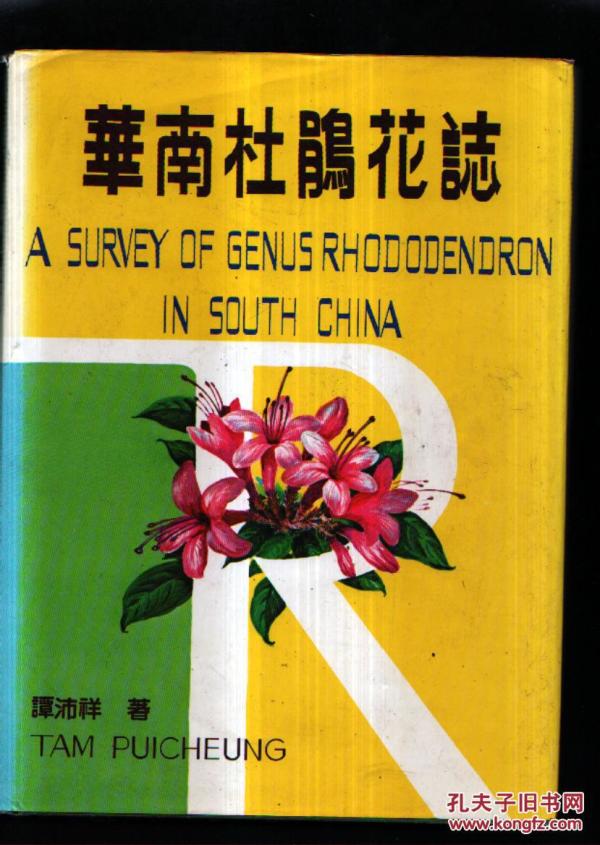 華南杜鵑花誌
A SURVEY OF GENUS RHODODENDRON
IN SOUTH CHINA
R
譚沛祥 著
TAM PUICHEUNG
孔夫子旧书网
www.kongfz.com